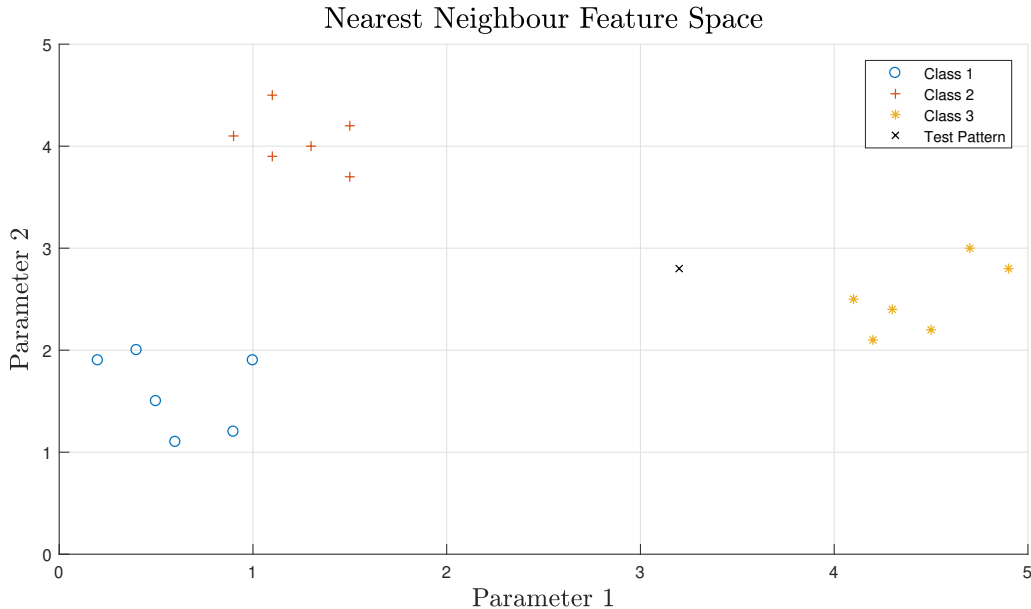 Nearest Neighbour Feature Space
5
4
3
2
1
0
Parameter 2
Class 1
Class 2
Class 3
Test Pattern
0 1 2 3 4 5
Parameter 1